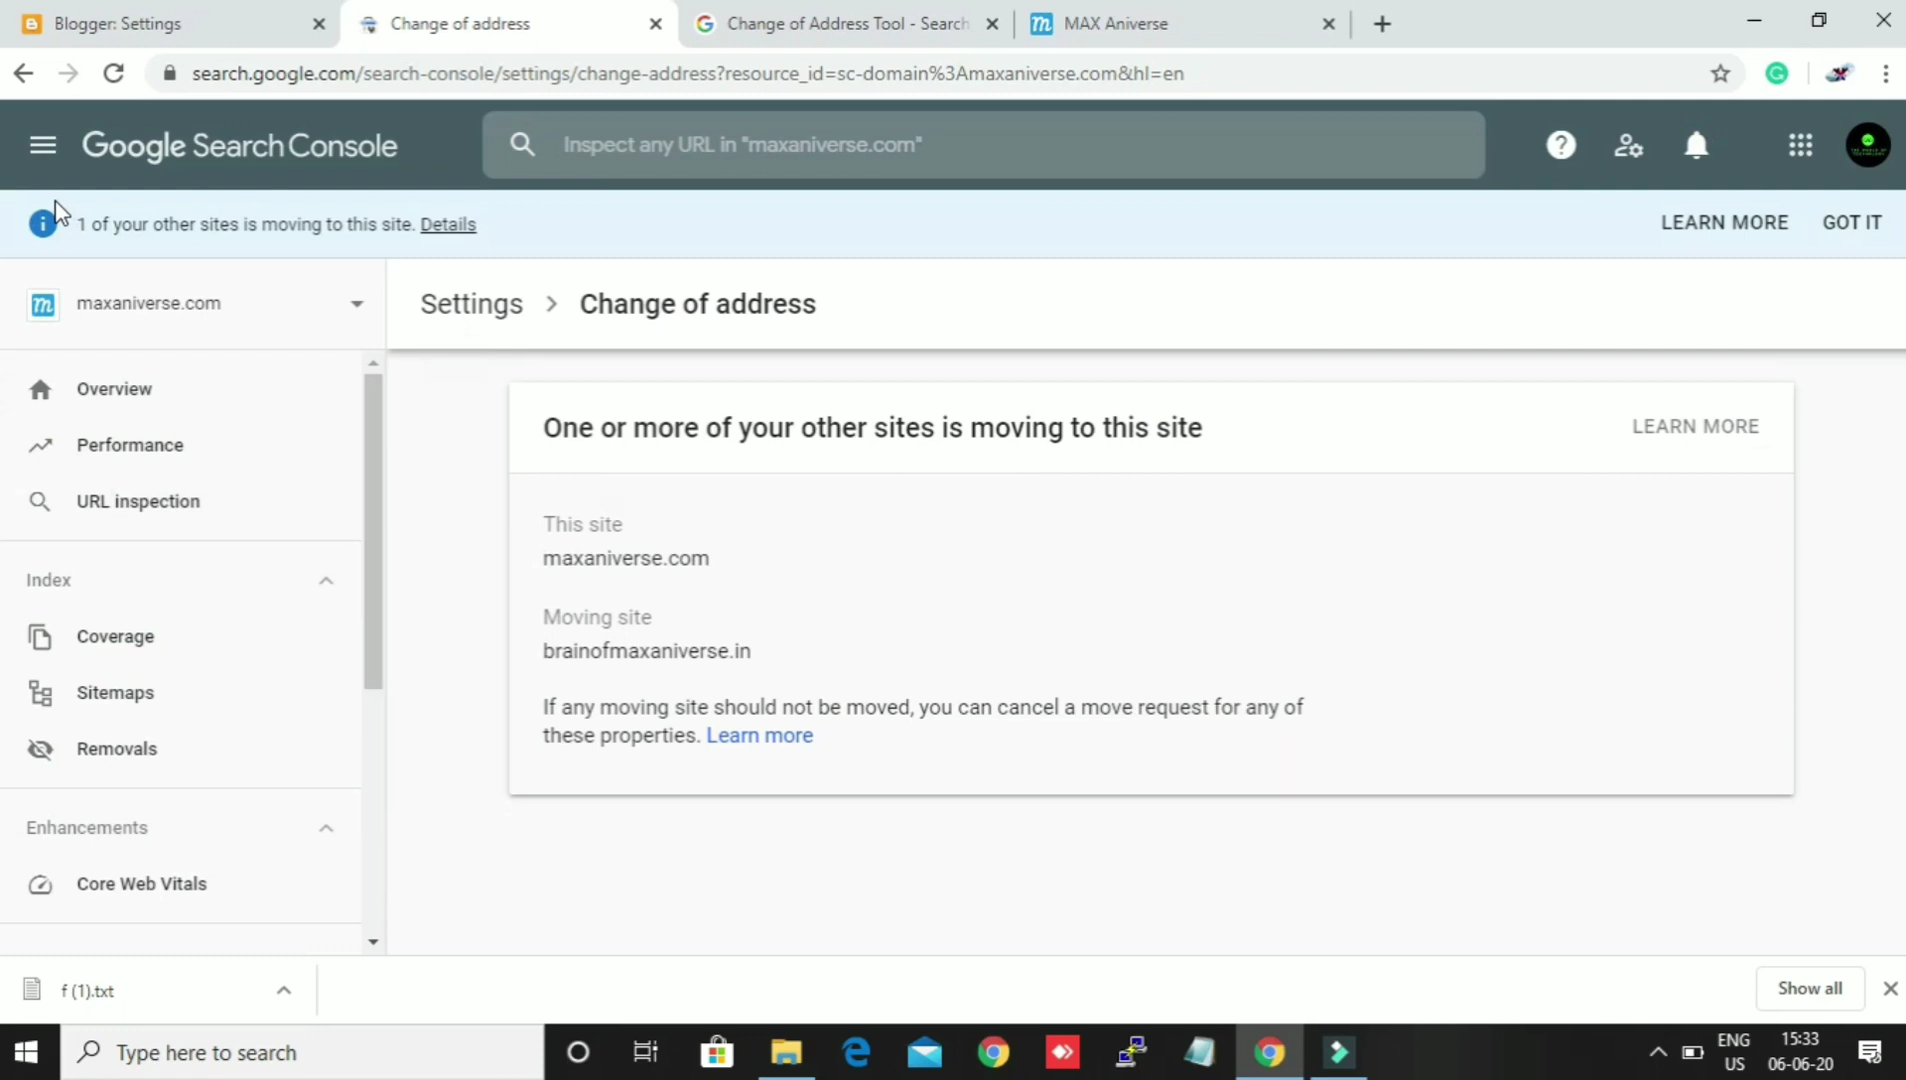 Blogger: Settings
Change of address
Change of Address Tool - Search
MAX Aniverse
search.google.com/search-console/settings/change-address?resource_id=sc-domain%3Amaxaniverse.com&hl=en
Google Search Console
Inspect any URL in "maxaniverse.com"
1 of your other sites is moving to this site. Details
LEARN MORE
GOT IT
maxaniverse.com
Settings > Change of address
Overview
Performance
URL inspection
Index
Coverage
Sitemaps
Removals
Enhancements
Core Web Vitals
One or more of your other sites is moving to this site
LEARN MORE
This site
maxaniverse.com
Moving site
brainofmaxaniverse.in
If any moving site should not be moved, you can cancel a move request for any of
these properties. Learn more
f (1).txt
Show all
Type here to search
ENG
US
15:33
06-06-20